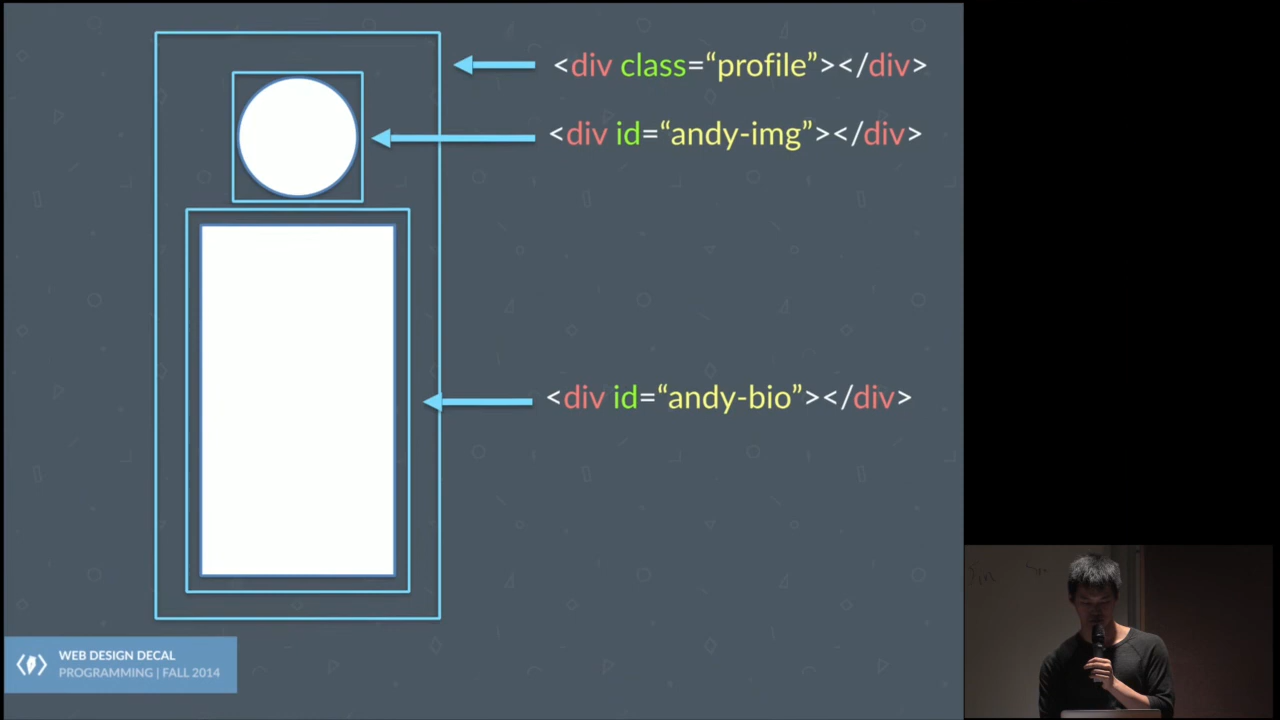 <div class=“profile”></div>
<div id=“andy-img”></div>
<div id=“andy-bio”></div>
WEB DESIGN DECAL
PROGRAMMING | FALL 2014